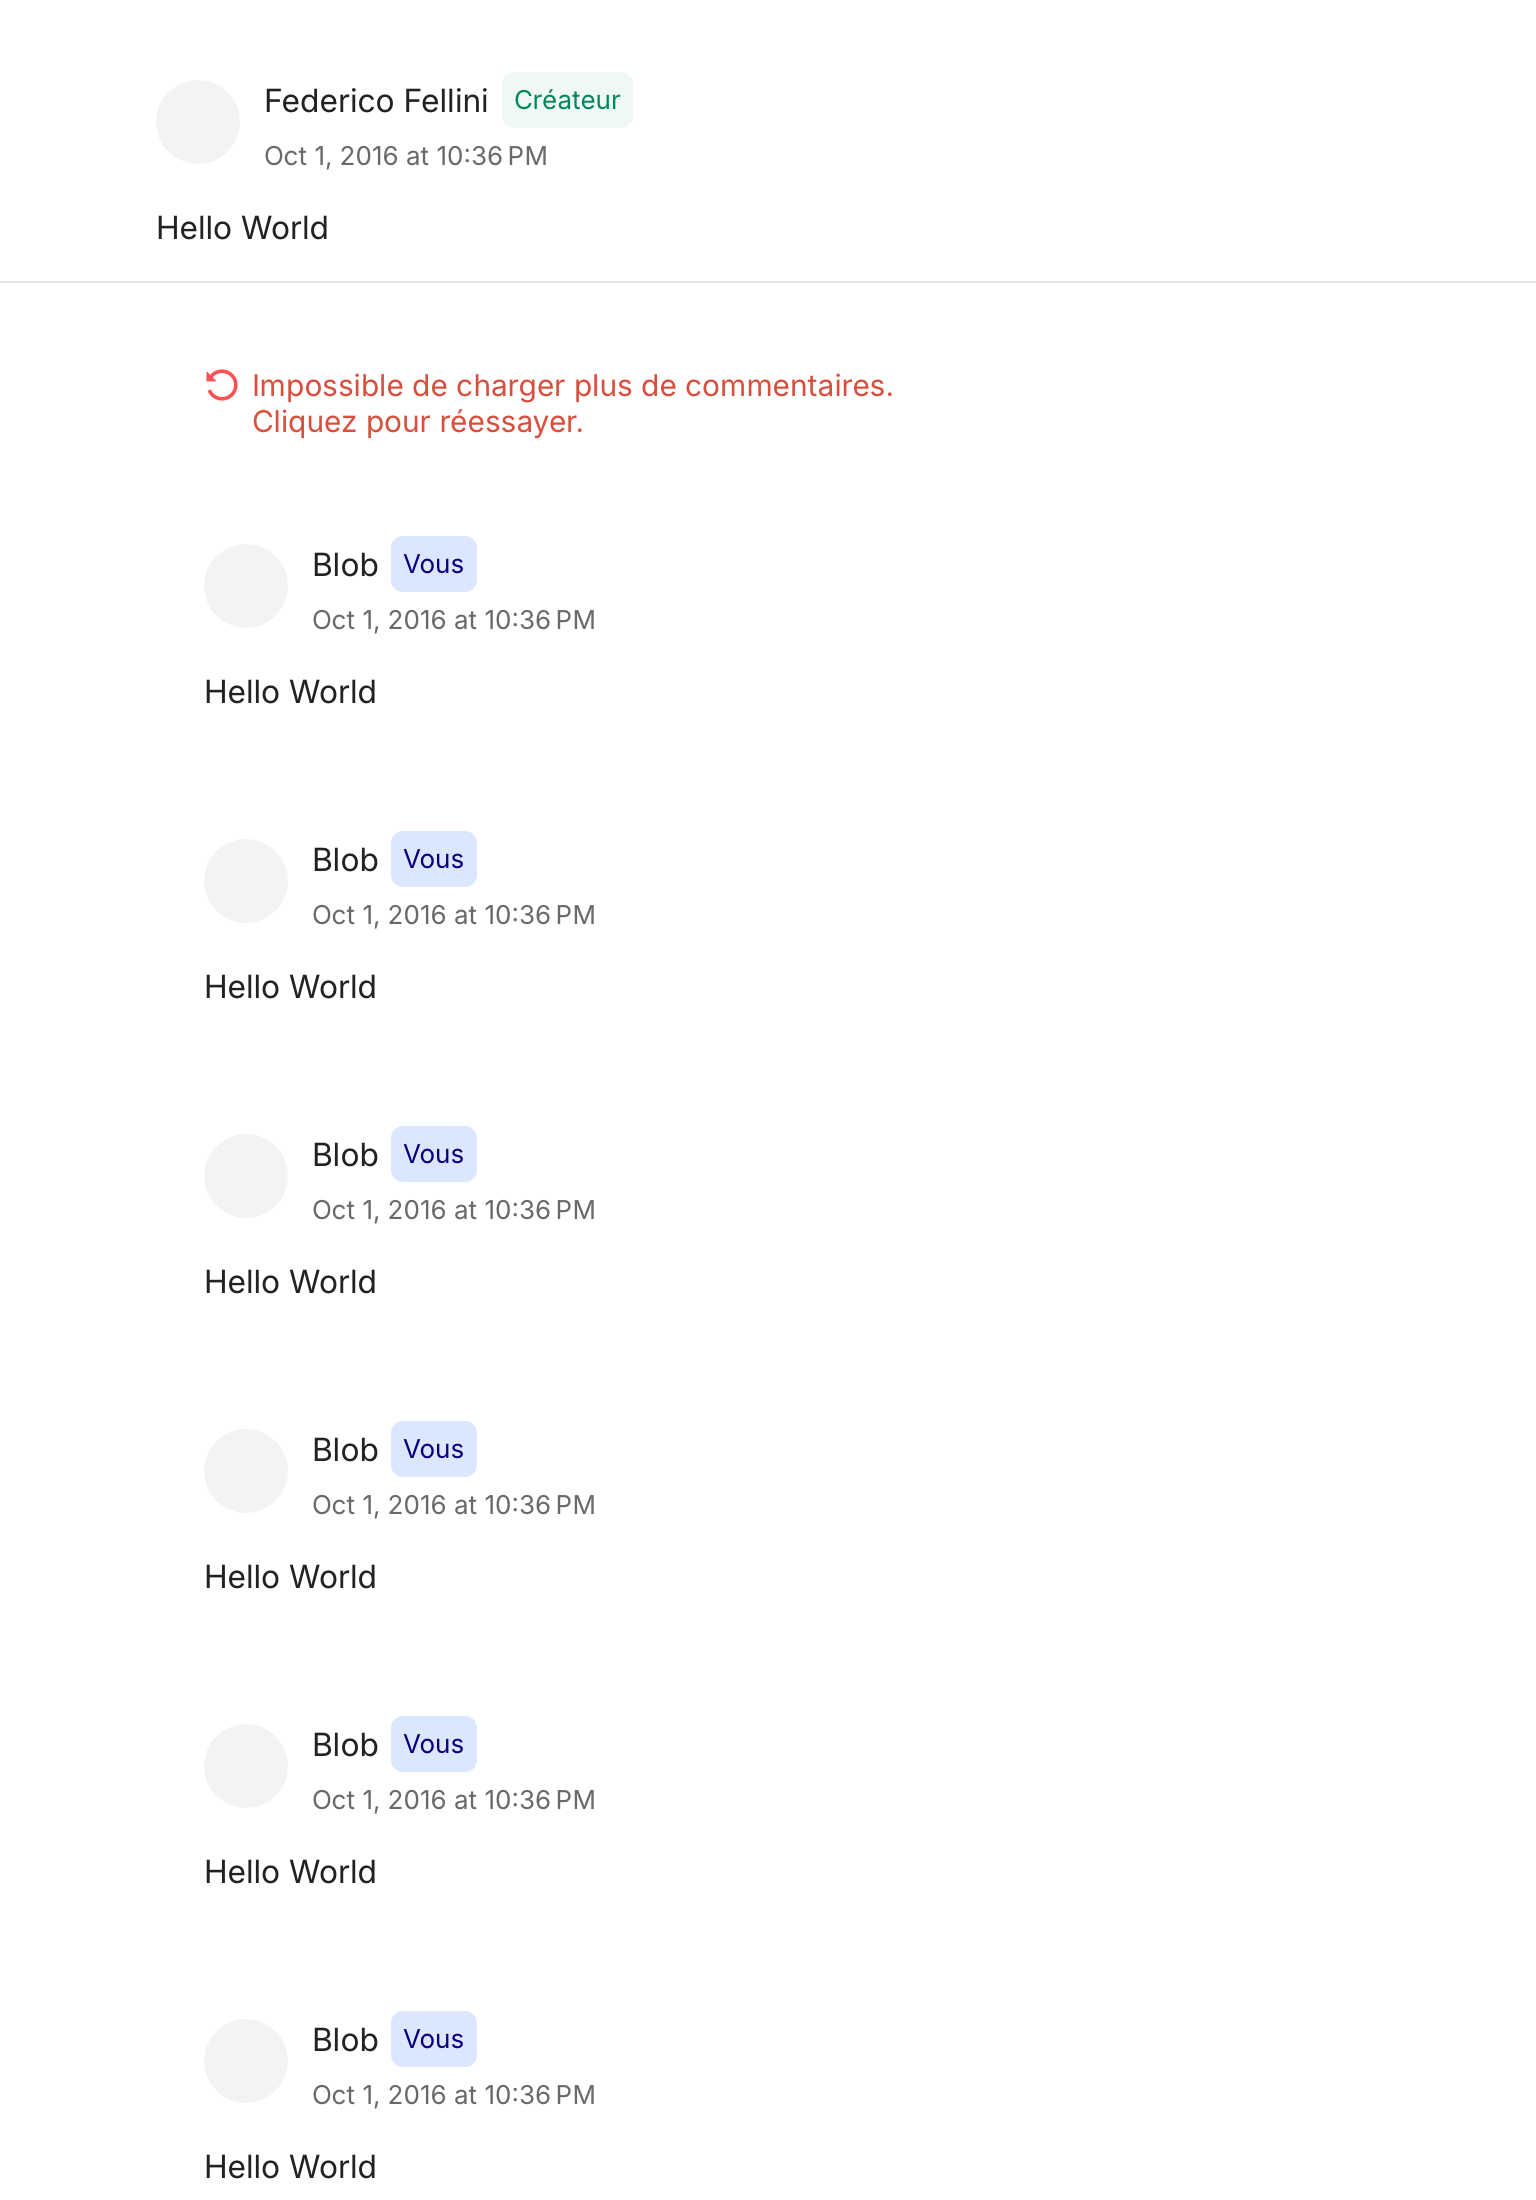 Federico Fellini Créateur
Oct 1, 2016 at 10:36 PM
Hello World
Impossible de charger plus de commentaires.
Cliquez pour réessayer.
Blob Vous
Oct 1, 2016 at 10:36 PM
Hello World
Blob Vous
Oct 1, 2016 at 10:36 PM
Hello World
Blob Vous
Oct 1, 2016 at 10:36 PM
Hello World
Blob Vous
Oct 1, 2016 at 10:36 PM
Hello World
Blob Vous
Oct 1, 2016 at 10:36 PM
Hello World
Blob Vous
Oct 1, 2016 at 10:36 PM
Hello World